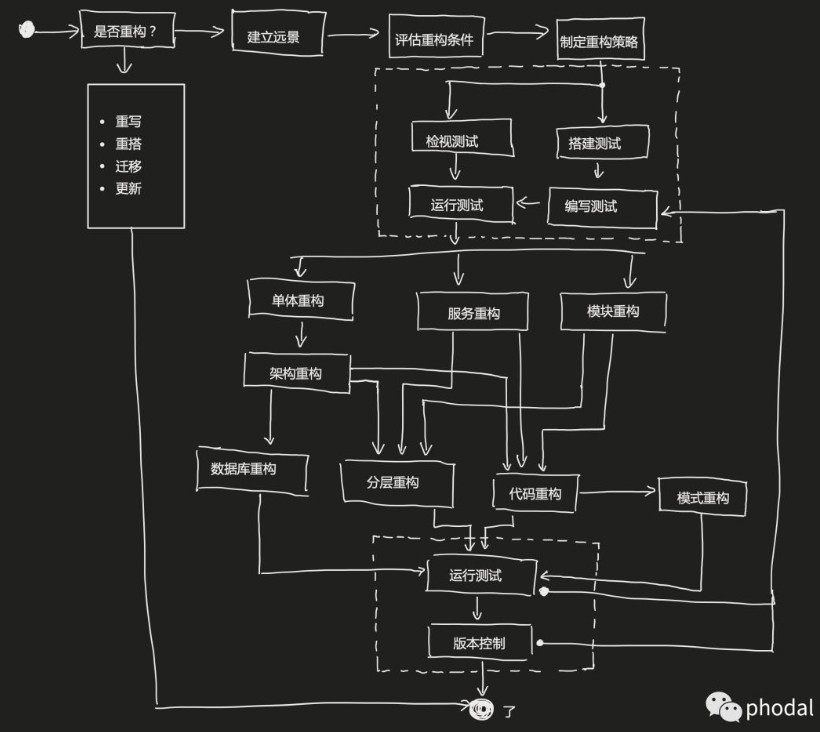 是否重构？
建立远景
评估重构条件
制定重构策略
• 重写
• 重搭
• 迁移
• 更新
检视测试
搭建测试
运行测试
编写测试
单体重构
服务重构
模块重构
架构重构
数据库重构
分层重构
代码重构
模式重构
运行测试
版本控制
了
phodal